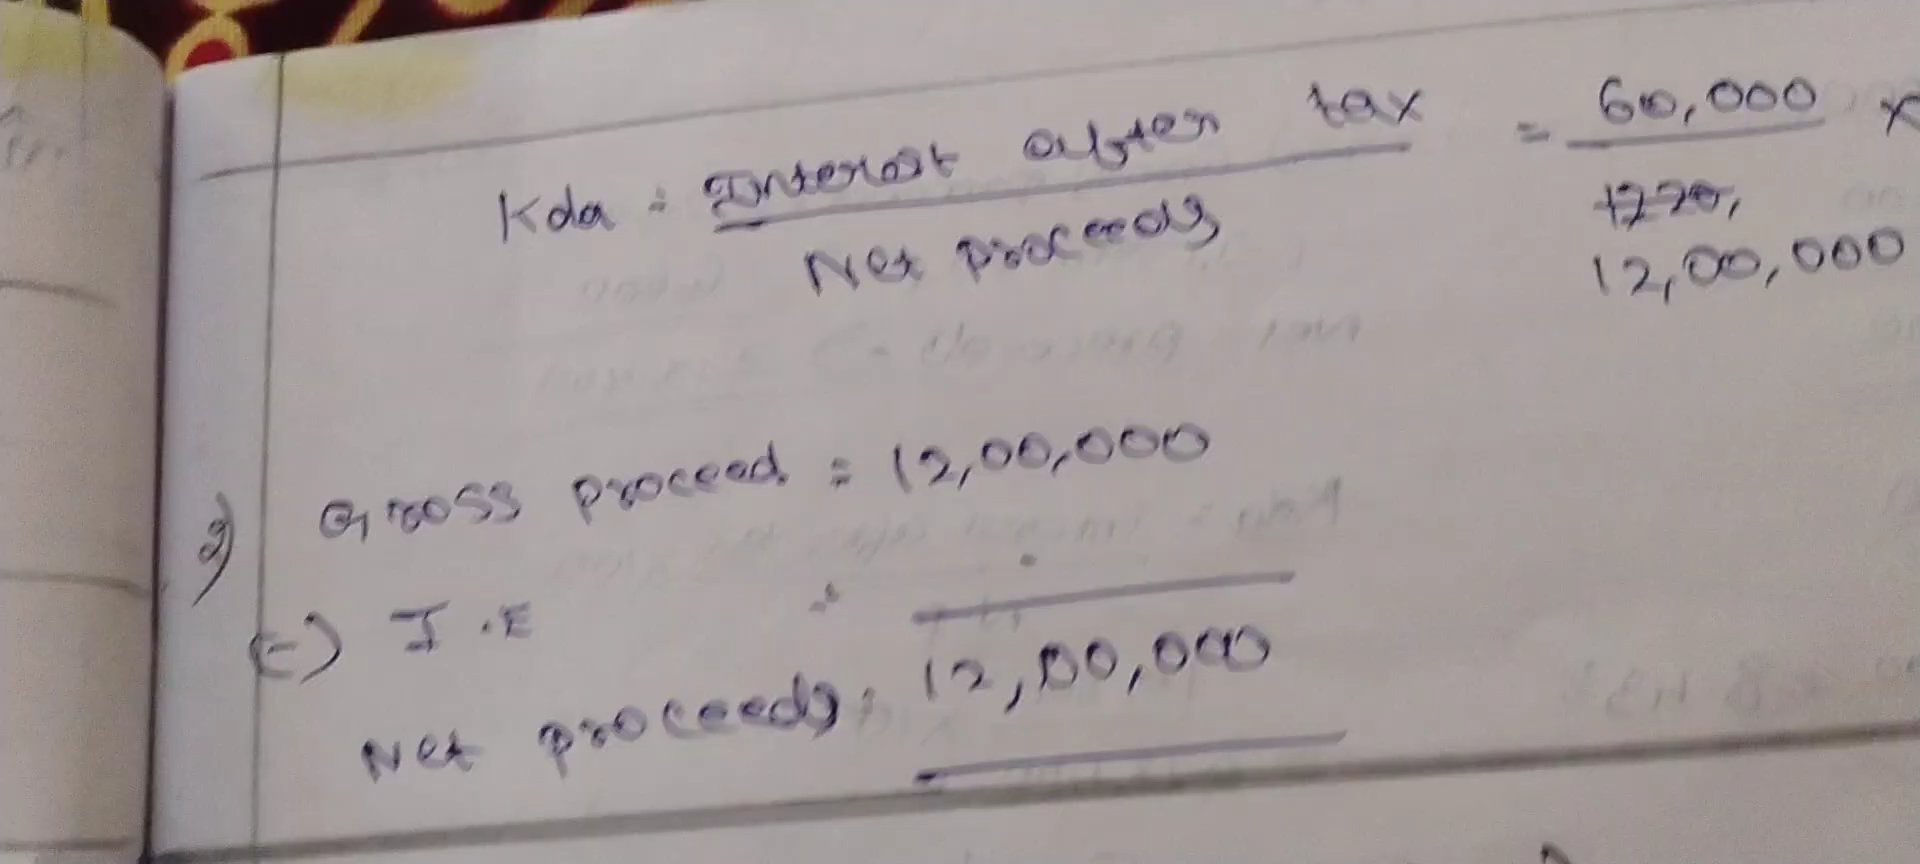 Kda = Interest after tax / Net proceeds = 60,000 / 12,00,000 ×
2) Gross proceed = 12,00,000
(-) I.E -
Net proceeds = 12,00,000